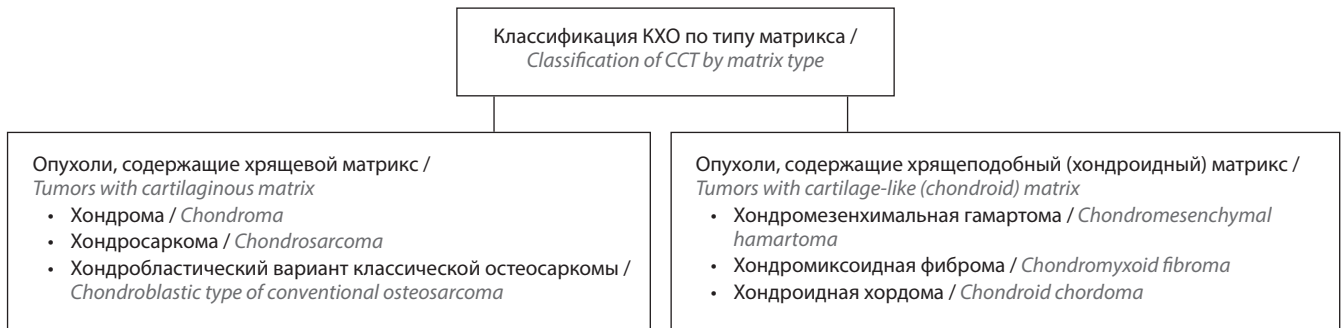 Классификация КХО по типу матрикса /
Classification of CCT by matrix type
Опухоли, содержащие хрящевой матрикс /
Tumors with cartilaginous matrix
• Хондрома / Chondroma
• Хондросаркома / Chondrosarcoma
• Хондробластический вариант классической остеосаркомы /
Chondroblastic type of conventional osteosarcoma
Опухоли, содержащие хрящеподобный (хондроидный) матрикс /
Tumors with cartilage-like (chondroid) matrix
• Хондромезенхимальная гамартома / Chondromesenchymal
hamartoma
• Хондромиксоидная фиброма / Chondromyxoid fibroma
• Хондроидная хордома / Chondroid chordoma